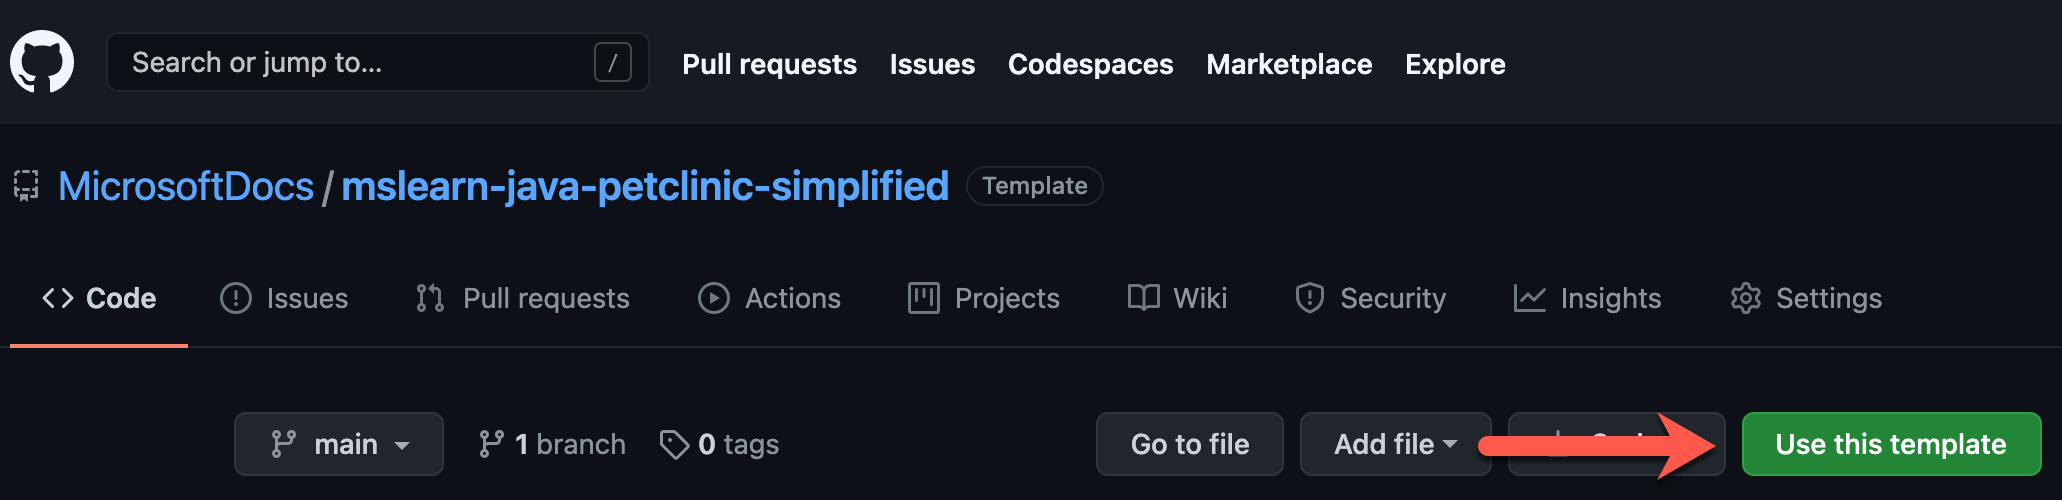 Search or jump to... / Pull requests Issues Codespaces Marketplace Explore
MicrosoftDocs / mslearn-java-petclinic-simplified Template
Code Issues Pull requests Actions Projects Wiki Security Insights Settings
main 1 branch 0 tags Go to file Add file Use this template